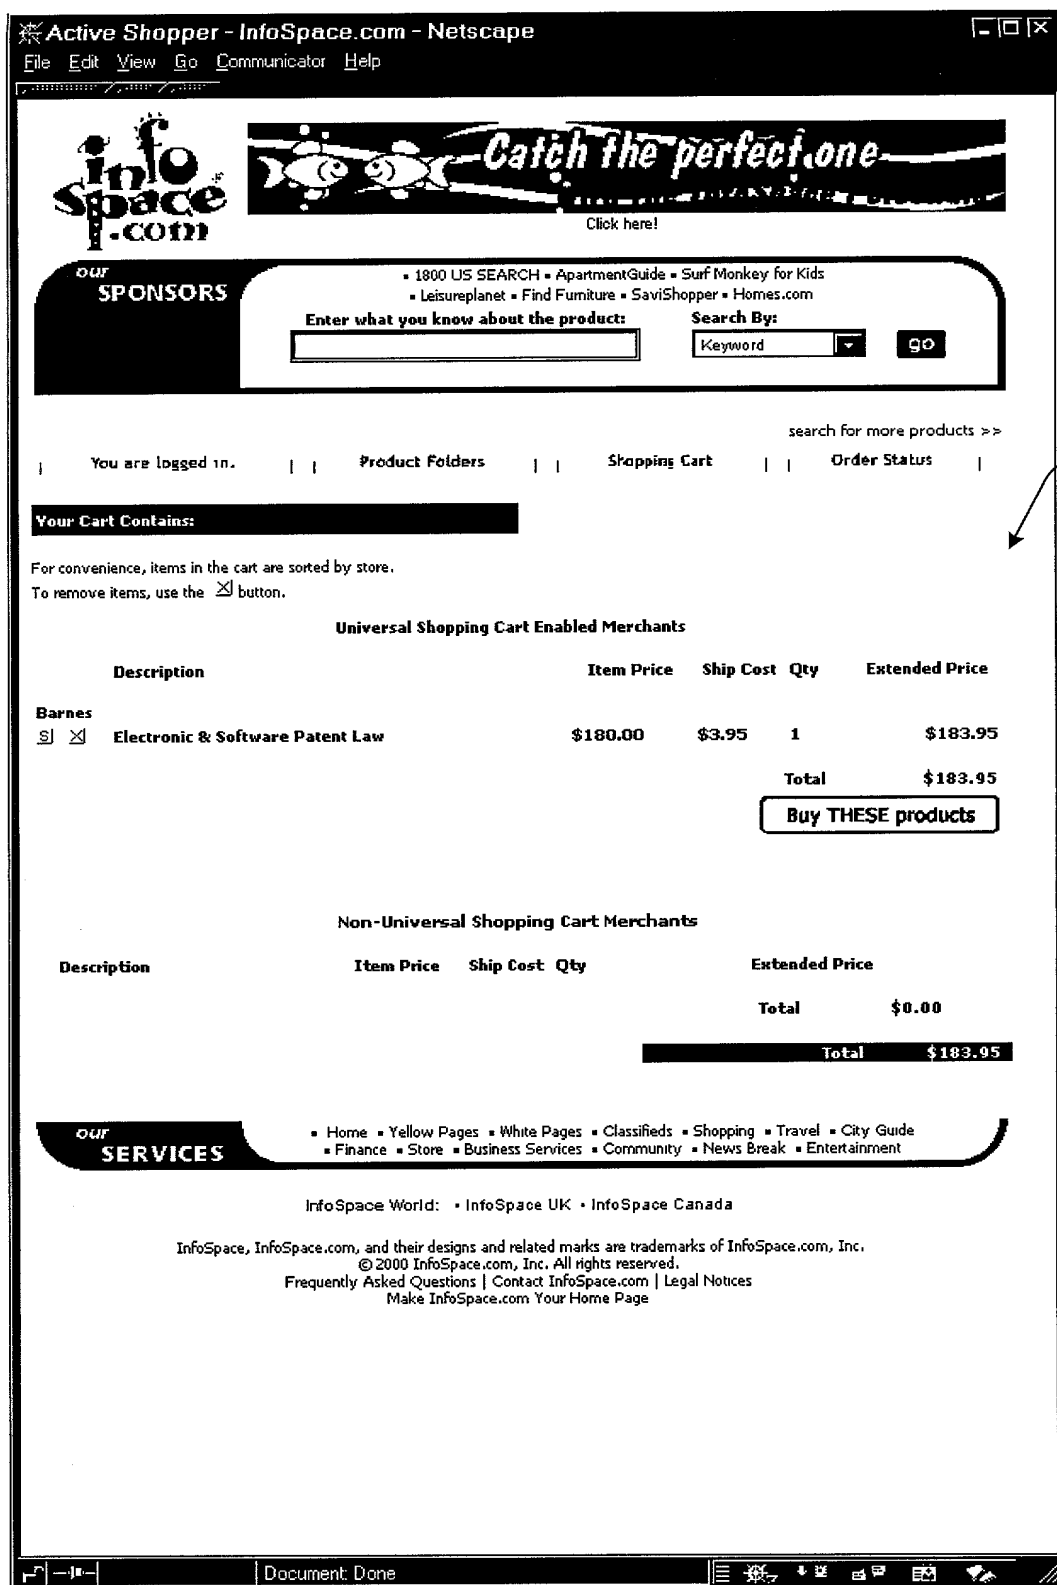 Active Shopper - InfoSpace.com - Netscape
File Edit View Go Communicator Help
info
space
.com
Catch the perfect one
Click here!
our
SPONSORS
▪ 1800 US SEARCH ▪ ApartmentGuide ▪ Surf Monkey for Kids
▪ Leisureplanet ▪ Find Furniture ▪ SaviShopper ▪ Homes.com
Enter what you know about the product: Search By:
Keyword go
search for more products >>
| You are logged in. | | Product Folders | | Shopping Cart | | Order Status |
Your Cart Contains:
For convenience, items in the cart are sorted by store.
To remove items, use the X button.
Universal Shopping Cart Enabled Merchants
Description Item Price Ship Cost Qty Extended Price
Barnes
S X Electronic & Software Patent Law $180.00 $3.95 1 $183.95
Total $183.95
Buy THESE products
Non-Universal Shopping Cart Merchants
Description Item Price Ship Cost Qty Extended Price
Total $0.00
Total $183.95
our
SERVICES
▪ Home ▪ Yellow Pages ▪ White Pages ▪ Classifieds ▪ Shopping ▪ Travel ▪ City Guide
▪ Finance ▪ Store ▪ Business Services ▪ Community ▪ News Break ▪ Entertainment
InfoSpace World: ▪ InfoSpace UK ▪ InfoSpace Canada
InfoSpace, InfoSpace.com, and their designs and related marks are trademarks of InfoSpace.com, Inc.
© 2000 InfoSpace.com, Inc. All rights reserved.
Frequently Asked Questions | Contact InfoSpace.com | Legal Notices
Make InfoSpace.com Your Home Page
Document: Done